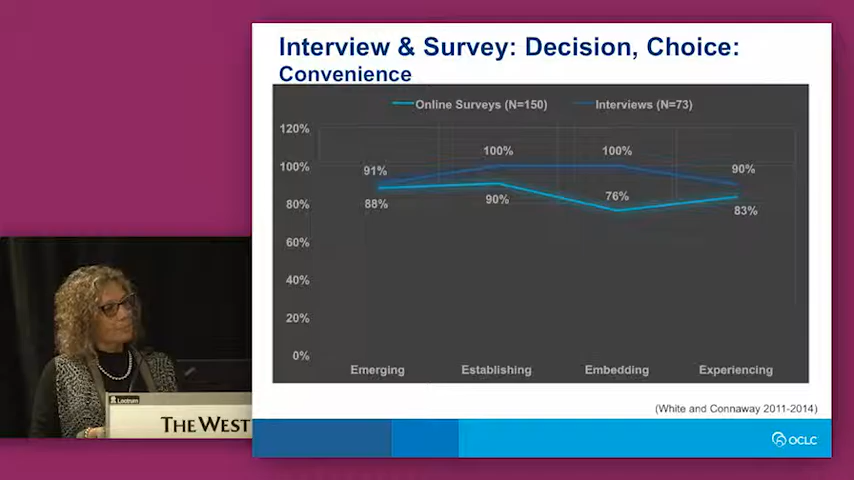 Interview & Survey: Decision, Choice:
Convenience
Online Surveys (N=150) Interviews (N=73)
120%
100%
80%
60%
40%
20%
0%
91% 100% 100% 90%
88% 90% 76% 83%
Emerging Establishing Embedding Experiencing
(White and Connaway 2011-2014)
OCLC
Lectrum
THE WEST